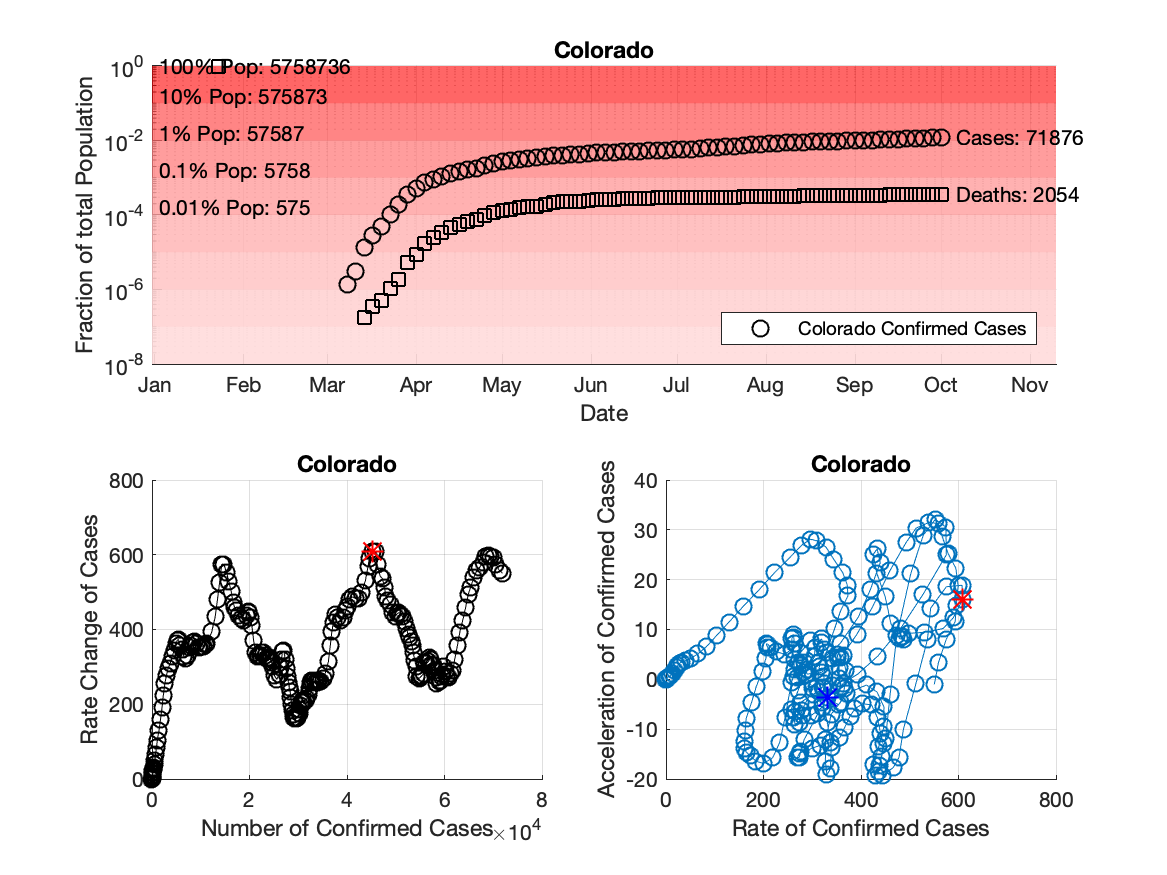 Colorado
Fraction of total Population
10^0
10^-2
10^-4
10^-6
10^-8
100% Pop: 5758736
10% Pop: 575873
1% Pop: 57587
0.1% Pop: 5758
0.01% Pop: 575
Cases: 71876
Deaths: 2054
Colorado Confirmed Cases
Jan Feb Mar Apr May Jun Jul Aug Sep Oct Nov
Date
Colorado
Rate Change of Cases
800
600
400
200
0
0 2 4 6 8
Number of Confirmed Cases ×10^4
Colorado
Acceleration of Confirmed Cases
40
30
20
10
0
-10
-20
0 200 400 600 800
Rate of Confirmed Cases